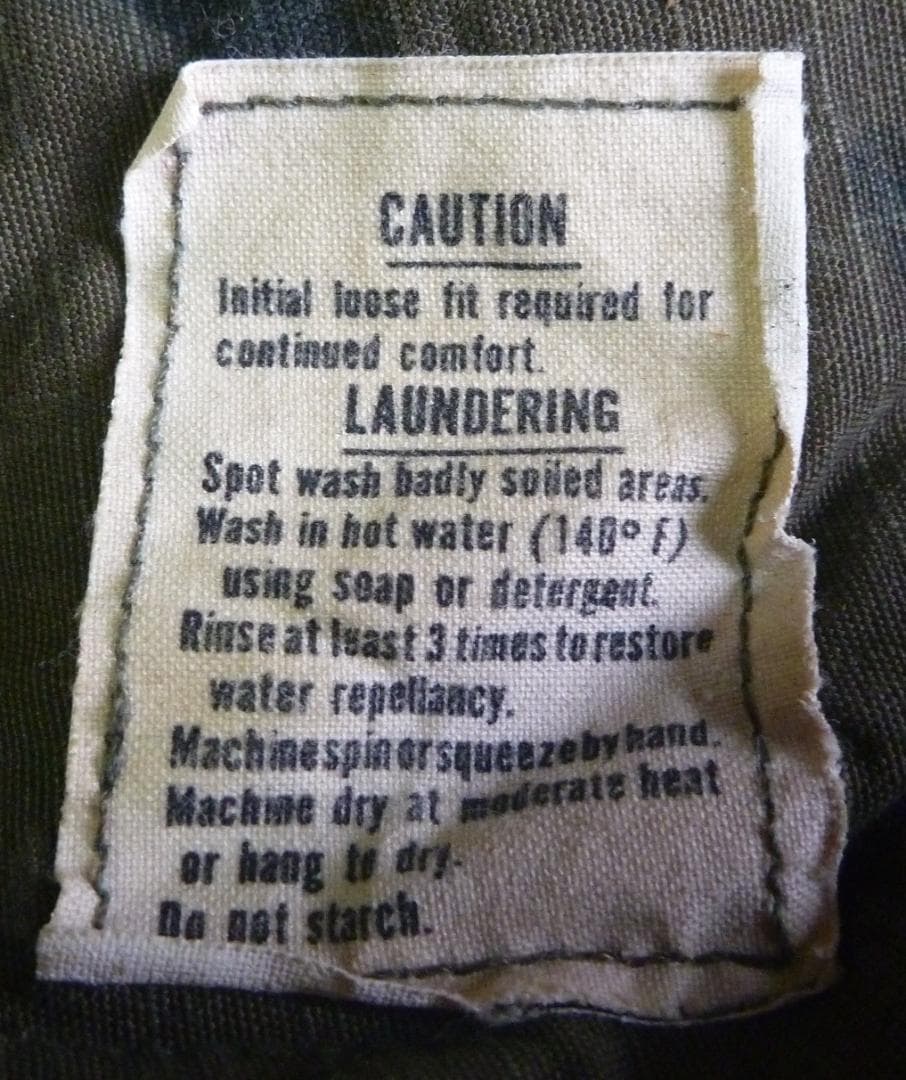 CAUTION
Initial loose fit required for
continued comfort.
LAUNDERING
Spot wash badly soiled areas.
Wash in hot water (140° F)
using soap or detergent.
Rinse at least 3 times to restore
water repellancy.
Machine spin or squeeze by hand.
Machine dry at moderate heat
or hang to dry.
Do not starch.